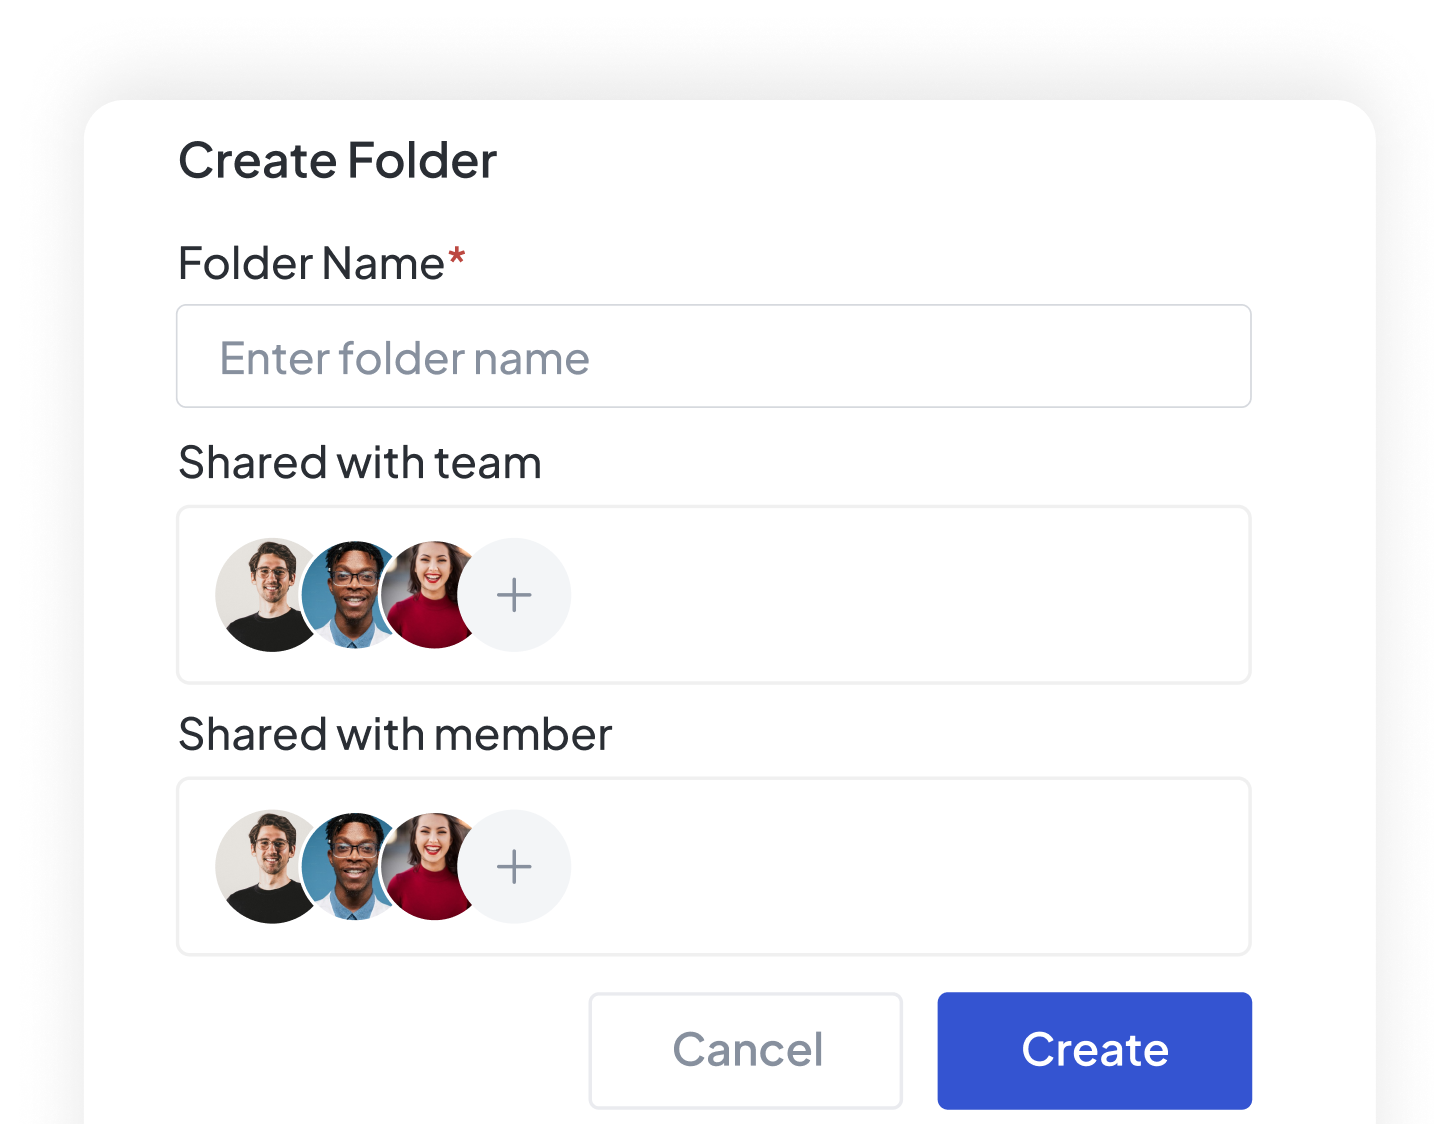 Create Folder
Folder Name*
Enter folder name
Shared with team
Shared with member
Cancel
Create